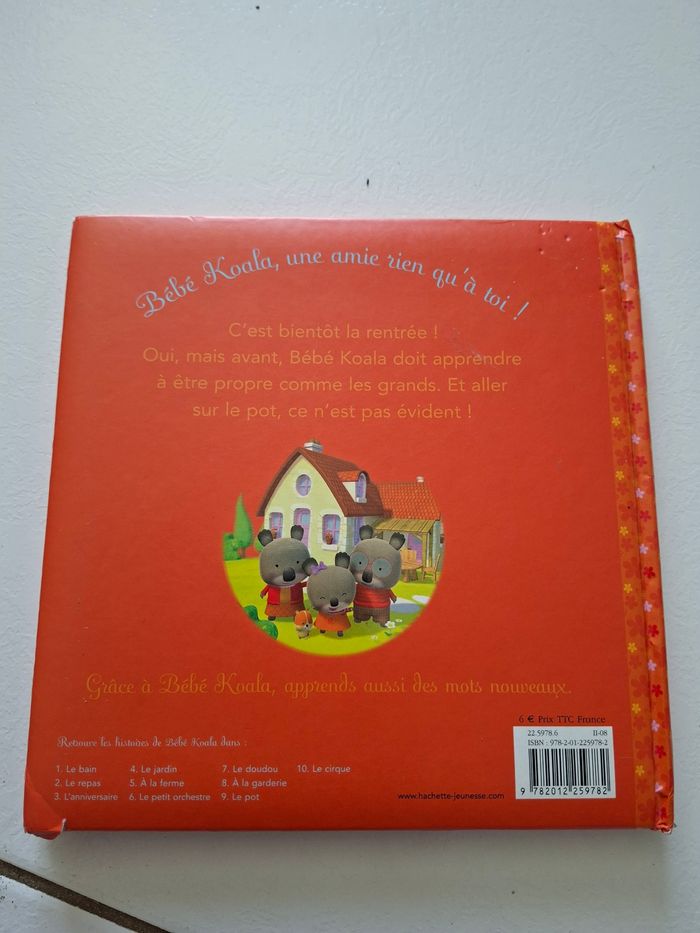 Bébé Koala, une amie rien qu'à toi !
C'est bientôt la rentrée !
Oui, mais avant, Bébé Koala doit apprendre
à être propre comme les grands. Et aller
sur le pot, ce n'est pas évident !
Grâce à Bébé Koala, apprends aussi des mots nouveaux.
Retrouve les histoires de Bébé Koala dans :
1. Le bain
2. Le repas
3. L'anniversaire
4. Le jardin
5. À la ferme
6. Le petit orchestre
7. Le doudou
8. À la garderie
9. Le pot
10. Le cirque
www.hachette-jeunesse.com
6 € Prix TTC France
22.5978.6 II-08
ISBN : 978-2-01-225978-2
9 782012 259782